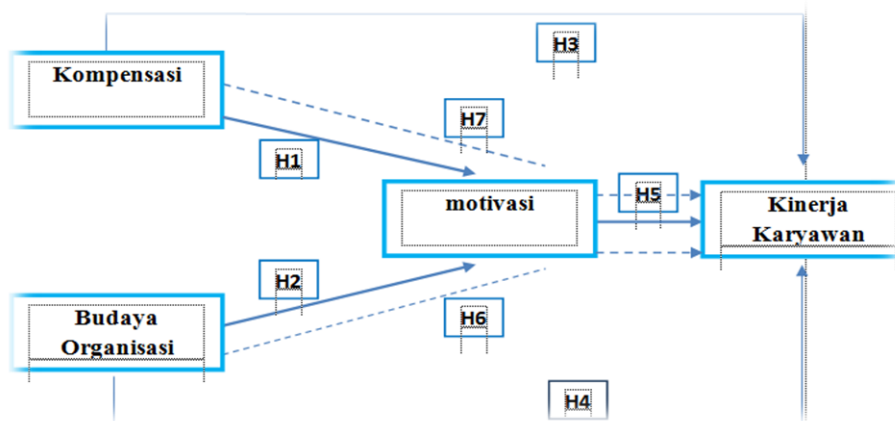 H3
Kompensasi
H7
H1
motivasi
H5
Kinerja
Karyawan
H2
Budaya
Organisasi
H6
H4